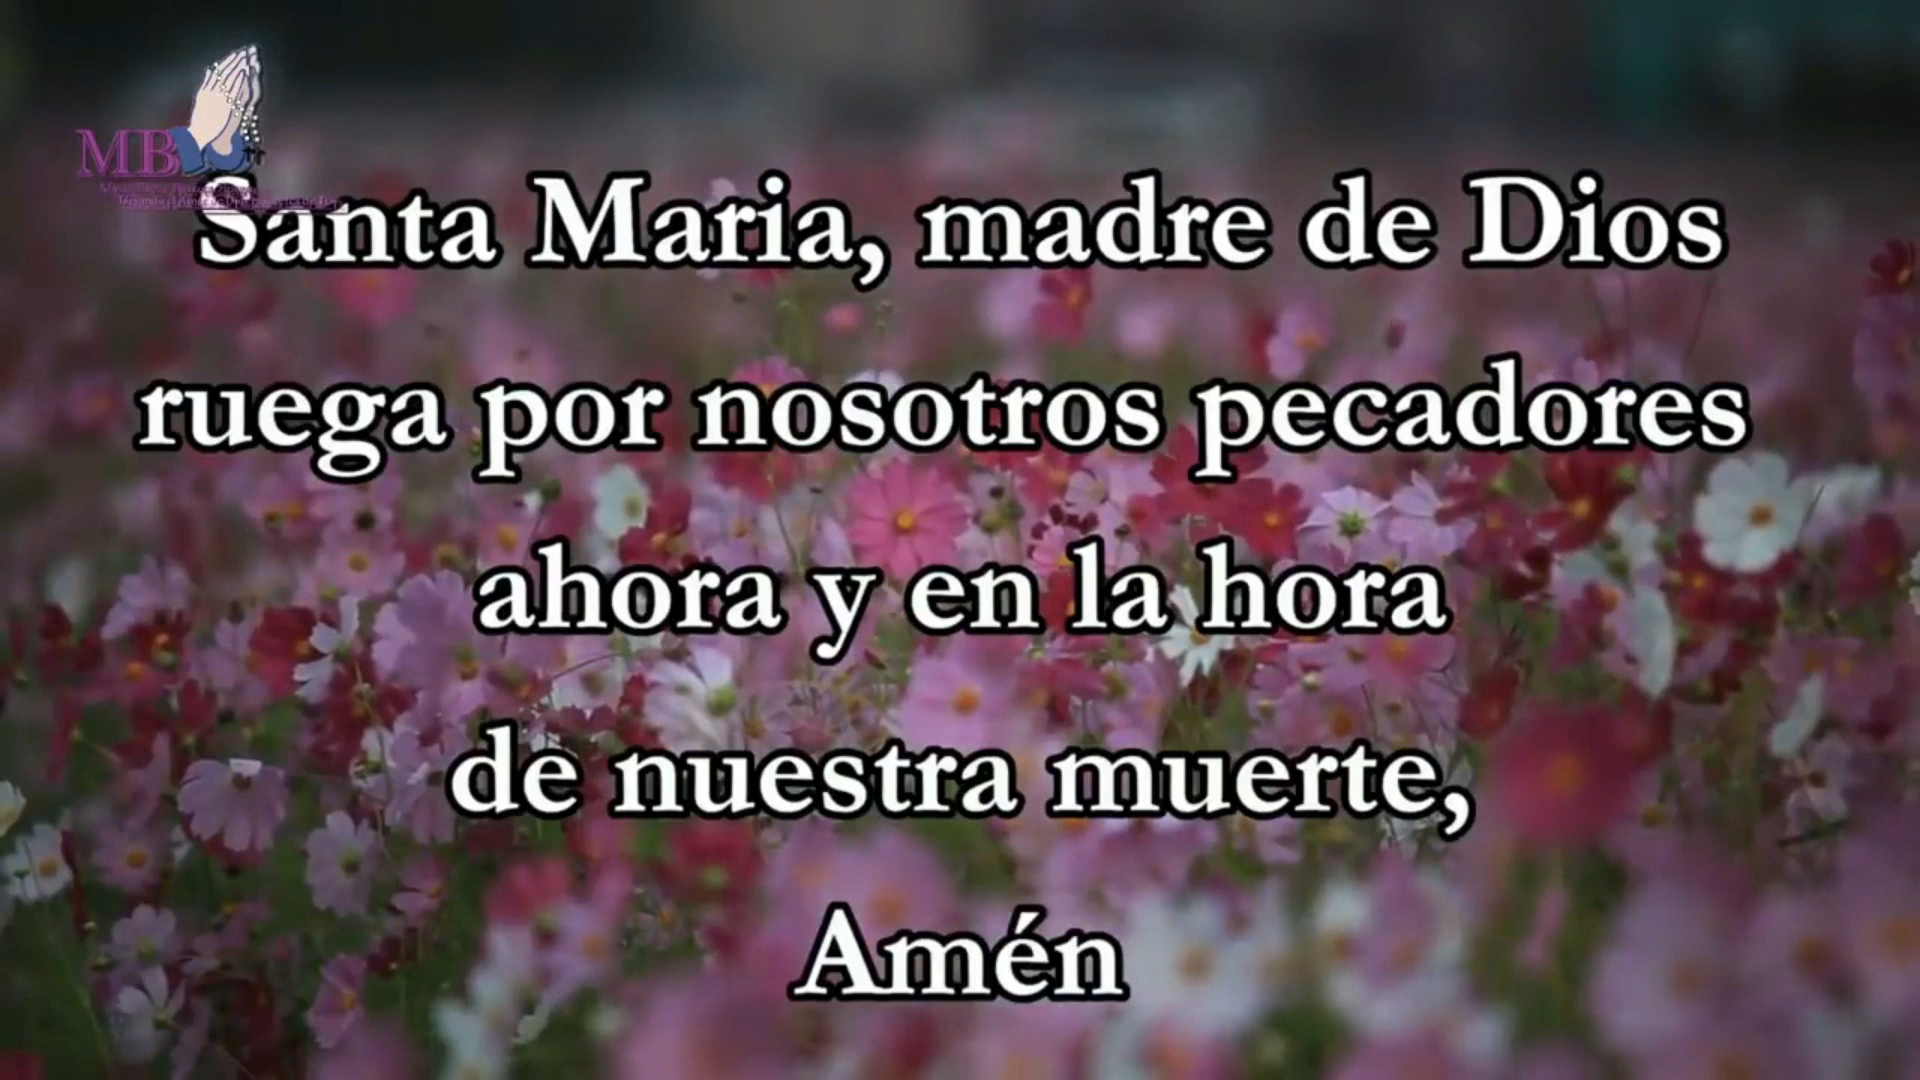 MB
Santa Maria, madre de Dios
ruega por nosotros pecadores
ahora y en la hora
de nuestra muerte,
Amén